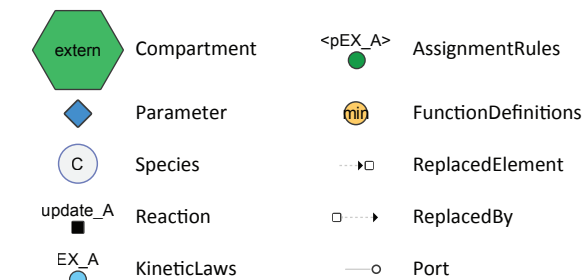 extern Compartment <pEX_A> AssignmentRules
Parameter min FunctionDefinitions
C Species ReplacedElement
update_A Reaction ReplacedBy
EX_A KineticLaws Port